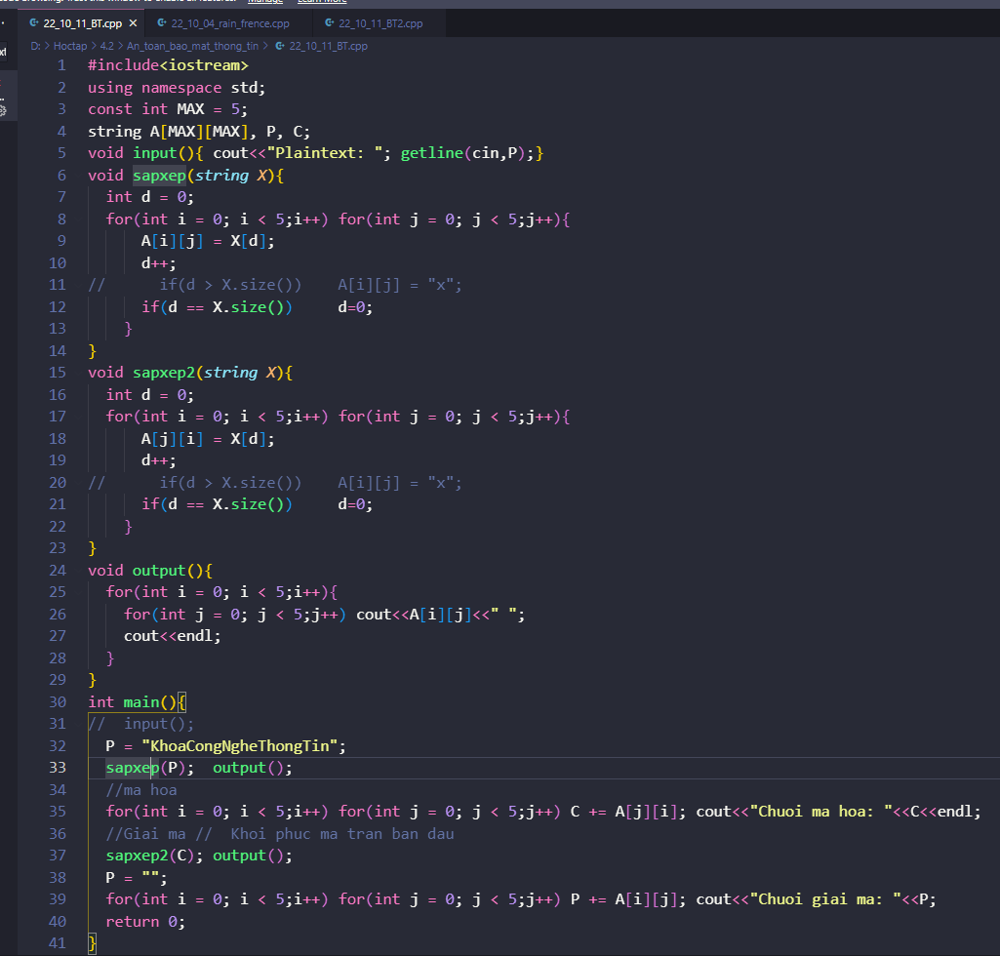 22_10_11_BT.cpp 22_10_04_rain_frence.cpp 22_10_11_BT2.cpp
D: > Hoctap > 4.2 > An_toan_bao_mat_thong_tin > 22_10_11_BT.cpp
1 #include<iostream>
2 using namespace std;
3 const int MAX = 5;
4 string A[MAX][MAX], P, C;
5 void input(){ cout<<"Plaintext: "; getline(cin,P);}
6 void sapxep(string X){
7 int d = 0;
8 for(int i = 0; i < 5;i++) for(int j = 0; j < 5;j++){
9 A[i][j] = X[d];
10 d++;
11 // if(d > X.size()) A[i][j] = "x";
12 if(d == X.size()) d=0;
13 }
14 }
15 void sapxep2(string X){
16 int d = 0;
17 for(int i = 0; i < 5;i++) for(int j = 0; j < 5;j++){
18 A[j][i] = X[d];
19 d++;
20 // if(d > X.size()) A[i][j] = "x";
21 if(d == X.size()) d=0;
22 }
23 }
24 void output(){
25 for(int i = 0; i < 5;i++){
26 for(int j = 0; j < 5;j++) cout<<A[i][j]<<" ";
27 cout<<endl;
28 }
29 }
30 int main(){
31 // input();
32 P = "KhoaCongNgheThongTin";
33 sapxep(P); output();
34 //ma hoa
35 for(int i = 0; i < 5;i++) for(int j = 0; j < 5;j++) C += A[j][i]; cout<<"Chuoi ma hoa: "<<C<<endl;
36 //Giai ma // Khoi phuc ma tran ban dau
37 sapxep2(C); output();
38 P = "";
39 for(int i = 0; i < 5;i++) for(int j = 0; j < 5;j++) P += A[i][j]; cout<<"Chuoi giai ma: "<<P;
40 return 0;
41 }